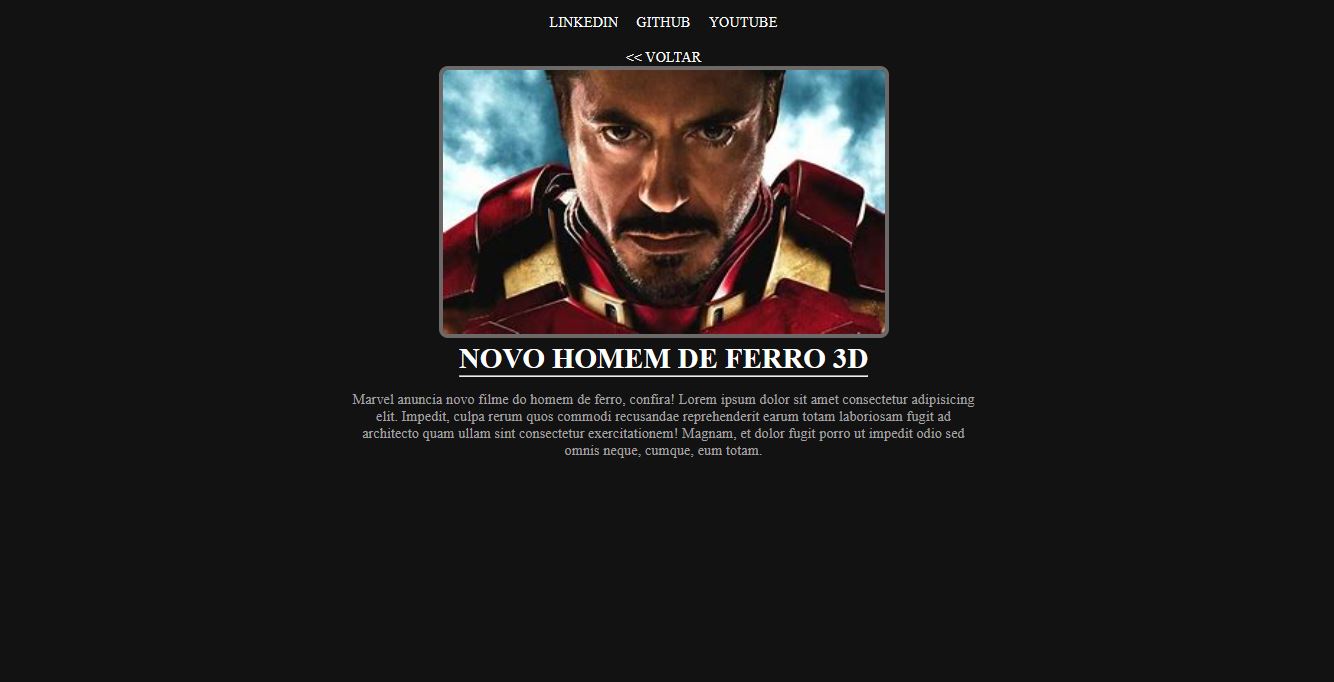 LINKEDIN GITHUB YOUTUBE
<< VOLTAR
NOVO HOMEM DE FERRO 3D
Marvel anuncia novo filme do homem de ferro, confira! Lorem ipsum dolor sit amet consectetur adipisicing
elit. Impedit, culpa rerum quos commodi recusandae reprehenderit earum totam laboriosam fugit ad
architecto quam ullam sint consectetur exercitationem! Magnam, et dolor fugit porro ut impedit odio sed
omnis neque, cumque, eum totam.